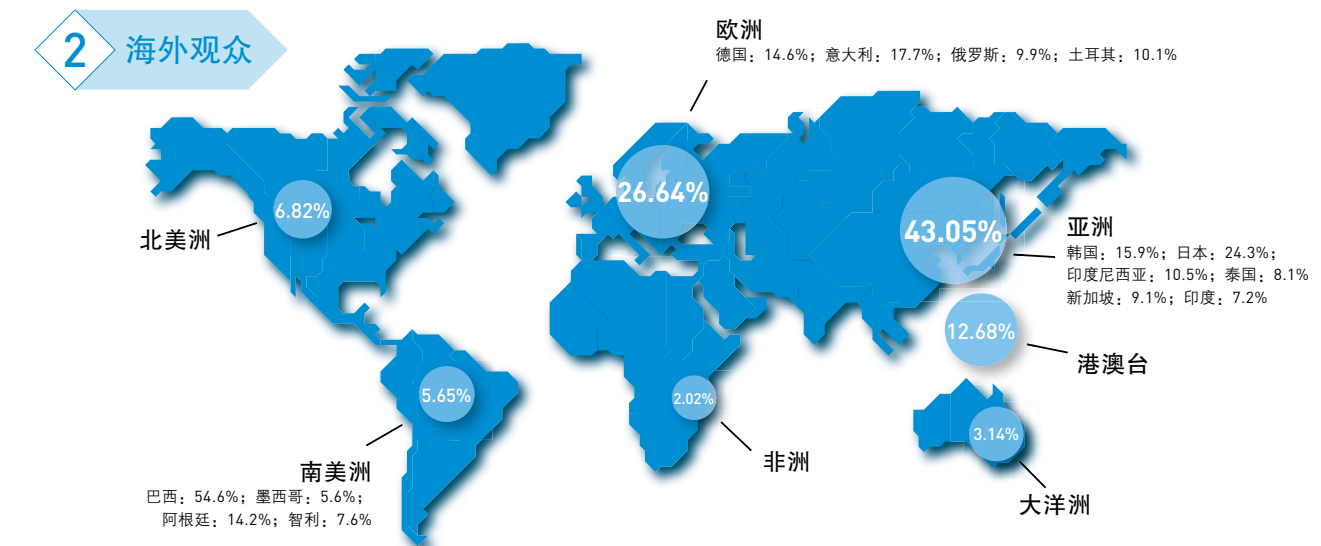 2 海外观众
欧洲
德国：14.6%；意大利：17.7%；俄罗斯：9.9%；土耳其：10.1%
26.64%
6.82%
北美洲
43.05%
亚洲
韩国：15.9%；日本：24.3%；
印度尼西亚：10.5%；泰国：8.1%
新加坡：9.1%；印度：7.2%
12.68%
港澳台
5.65%
南美洲
巴西：54.6%；墨西哥：5.6%；
阿根廷：14.2%；智利：7.6%
2.02%
非洲
3.14%
大洋洲